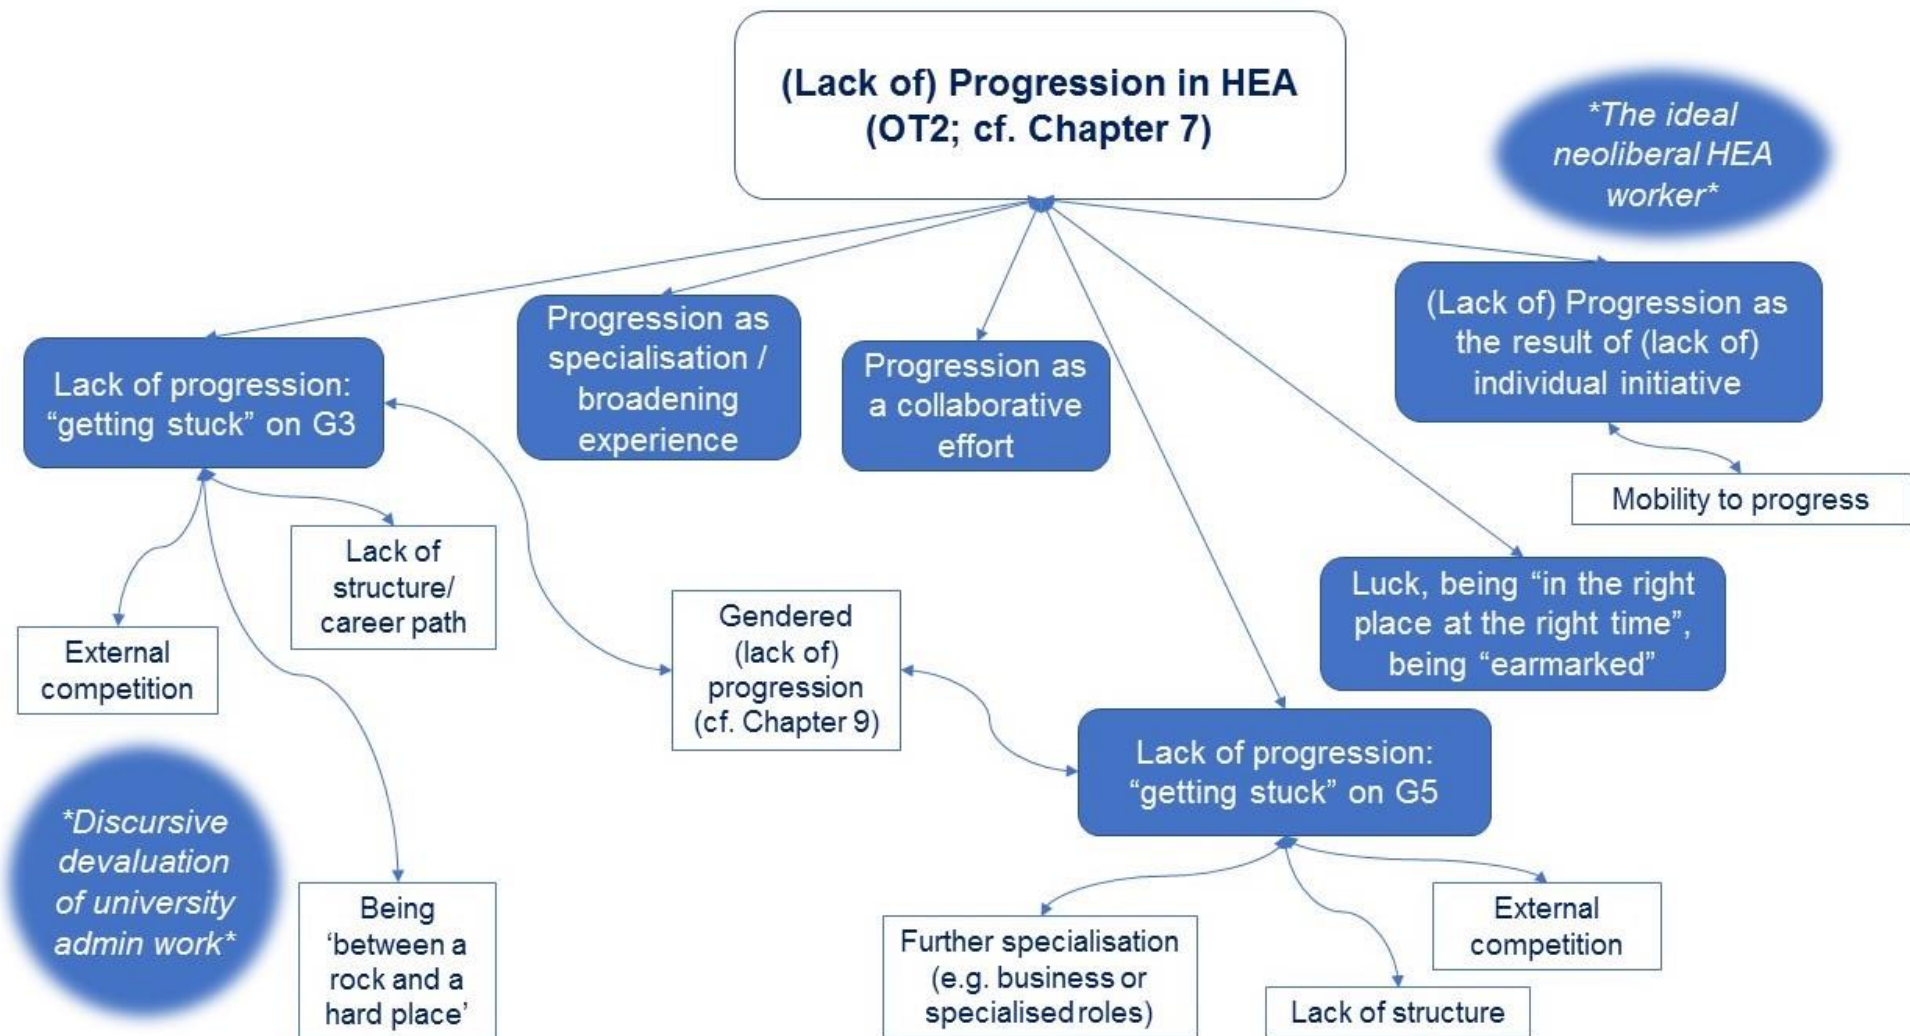 (Lack of) Progression in HEA
(OT2; cf. Chapter 7)
*The ideal
neoliberal HEA
worker*
Lack of progression:
“getting stuck” on G3
Progression as
specialisation /
broadening
experience
Progression as
a collaborative
effort
(Lack of) Progression as
the result of (lack of)
individual initiative
Mobility to progress
Lack of
structure/
career path
External
competition
Gendered
(lack of)
progression
(cf. Chapter 9)
Luck, being “in the right
place at the right time”,
being “earmarked”
Lack of progression:
“getting stuck” on G5
*Discursive
devaluation
of university
admin work*
Being
‘between a
rock and a
hard place’
Further specialisation
(e.g. business or
specialised roles)
Lack of structure
External
competition